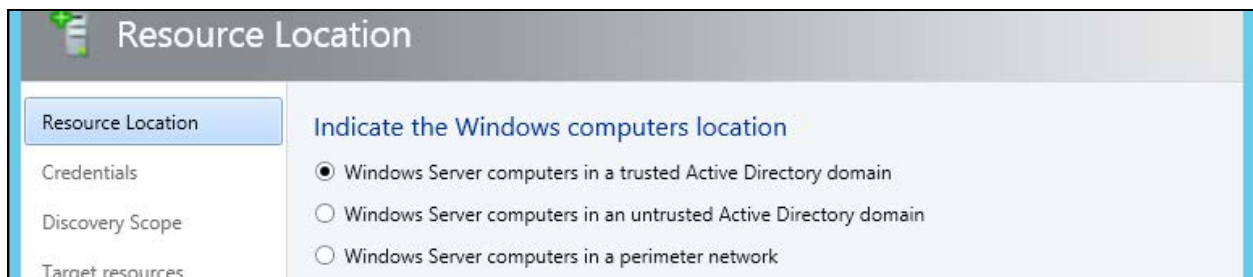 Resource Location
Resource Location
Credentials
Discovery Scope
Target resources
Indicate the Windows computers location
Windows Server computers in a trusted Active Directory domain
Windows Server computers in an untrusted Active Directory domain
Windows Server computers in a perimeter network